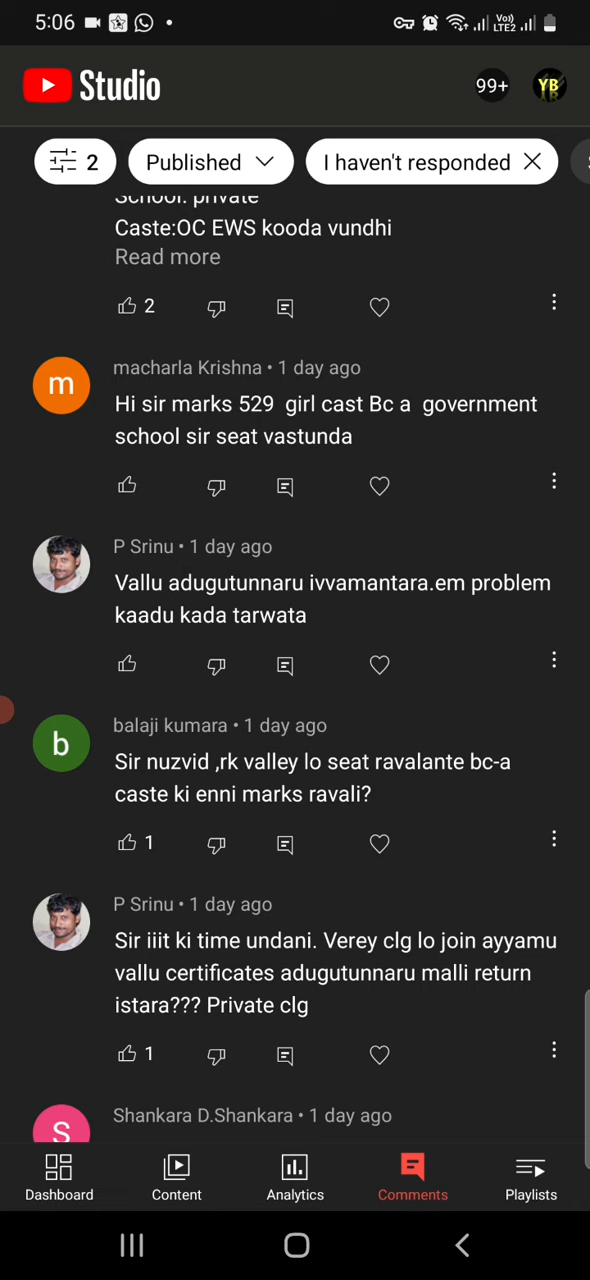 5:06
Vo))
LTE2
Studio
99+
YB
2
Published
I haven't responded
School: private
Caste:OC EWS kooda vundhi
Read more
2
m
macharla Krishna • 1 day ago
Hi sir marks 529 girl cast Bc a government
school sir seat vastunda
P Srinu • 1 day ago
Vallu adugutunnaru ivvamantara.em problem
kaadu kada tarwata
b
balaji kumara • 1 day ago
Sir nuzvid ,rk valley lo seat ravalante bc-a
caste ki enni marks ravali?
1
P Srinu • 1 day ago
Sir iiit ki time undani. Verey clg lo join ayyamu
vallu certificates adugutunnaru malli return
istara??? Private clg
1
S
Shankara D.Shankara • 1 day ago
Dashboard
Content
Analytics
Comments
Playlists